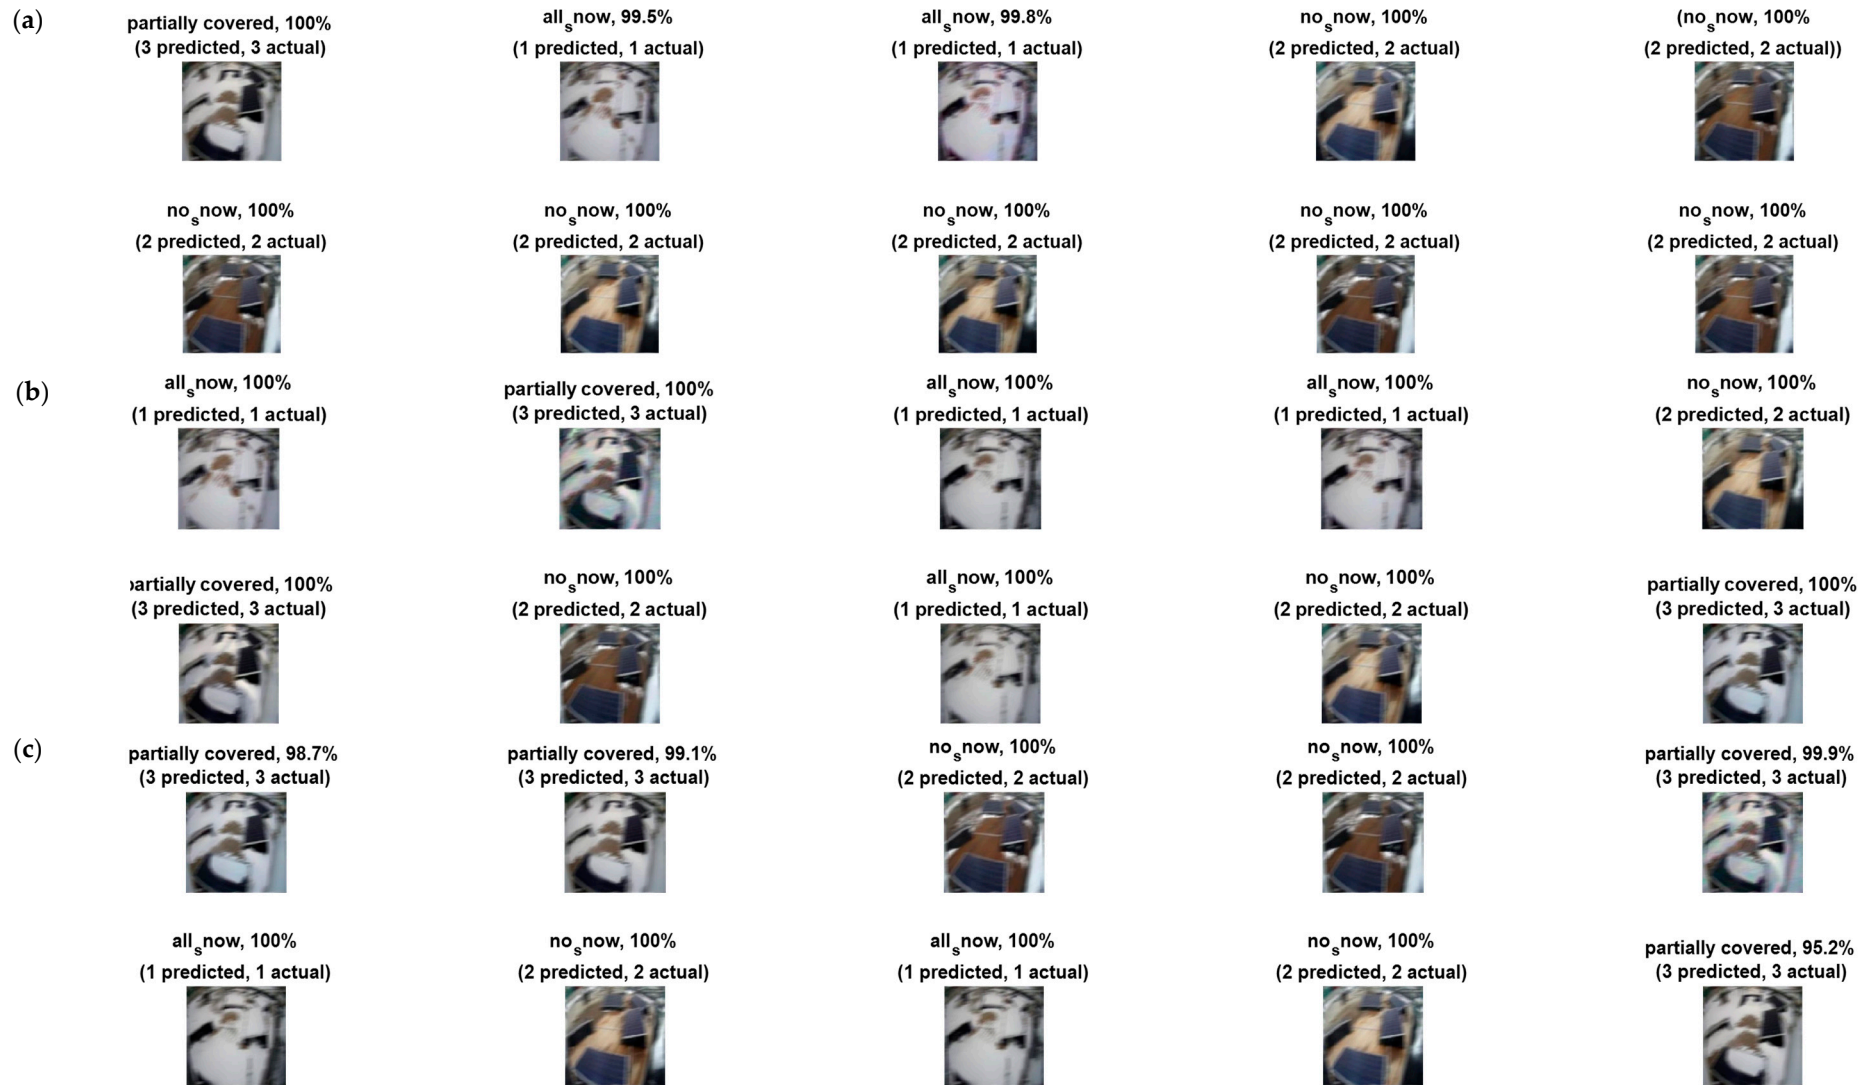 (a)
partially covered, 100%
(3 predicted, 3 actual)
all_snow, 99.5%
(1 predicted, 1 actual)
all_snow, 99.8%
(1 predicted, 1 actual)
no_snow, 100%
(2 predicted, 2 actual)
(no_snow, 100%
(2 predicted, 2 actual))
no_snow, 100%
(2 predicted, 2 actual)
no_snow, 100%
(2 predicted, 2 actual)
no_snow, 100%
(2 predicted, 2 actual)
no_snow, 100%
(2 predicted, 2 actual)
no_snow, 100%
(2 predicted, 2 actual)
(b)
all_snow, 100%
(1 predicted, 1 actual)
partially covered, 100%
(3 predicted, 3 actual)
all_snow, 100%
(1 predicted, 1 actual)
all_snow, 100%
(1 predicted, 1 actual)
no_snow, 100%
(2 predicted, 2 actual)
partially covered, 100%
(3 predicted, 3 actual)
no_snow, 100%
(2 predicted, 2 actual)
all_snow, 100%
(1 predicted, 1 actual)
no_snow, 100%
(2 predicted, 2 actual)
partially covered, 100%
(3 predicted, 3 actual)
(c)
partially covered, 98.7%
(3 predicted, 3 actual)
partially covered, 99.1%
(3 predicted, 3 actual)
no_snow, 100%
(2 predicted, 2 actual)
no_snow, 100%
(2 predicted, 2 actual)
partially covered, 99.9%
(3 predicted, 3 actual)
all_snow, 100%
(1 predicted, 1 actual)
no_snow, 100%
(2 predicted, 2 actual)
all_snow, 100%
(1 predicted, 1 actual)
no_snow, 100%
(2 predicted, 2 actual)
partially covered, 95.2%
(3 predicted, 3 actual)